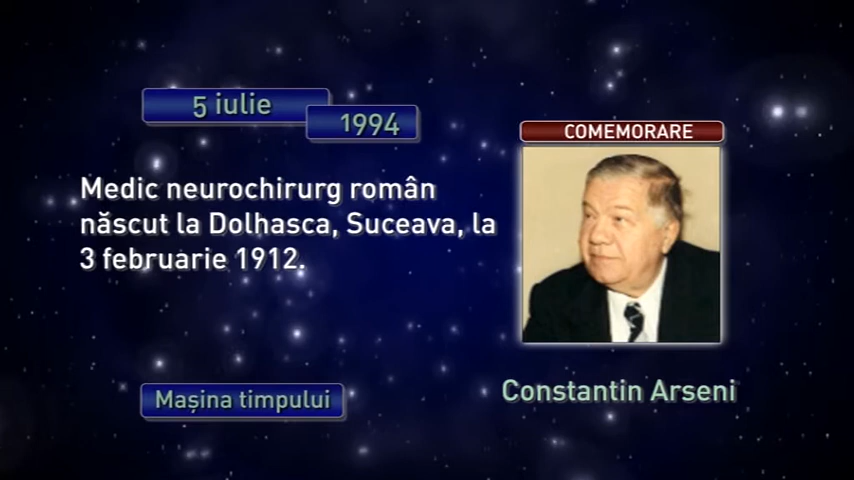 5 iulie
1994
COMEMORARE
Medic neurochirurg român
născut la Dolhasca, Suceava, la
3 februarie 1912.
Constantin Arseni
Mașina timpului